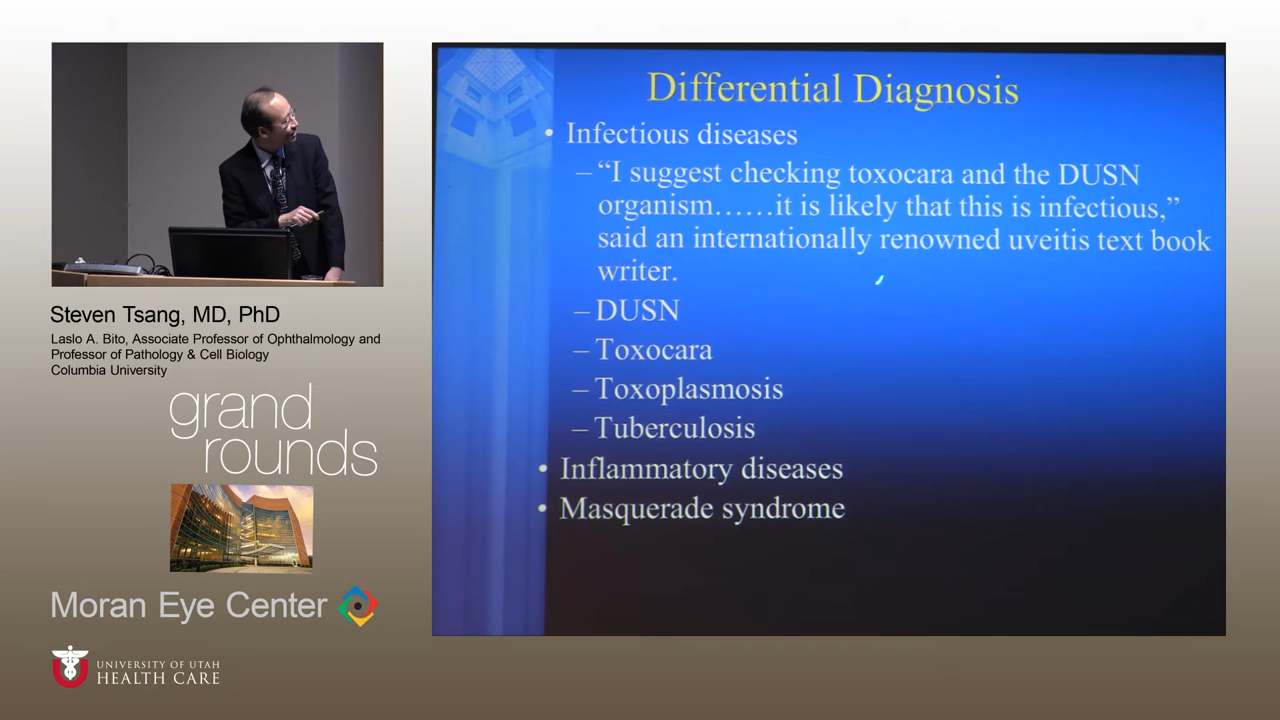 Differential Diagnosis
• Infectious diseases
– “I suggest checking toxocara and the DUSN
organism……it is likely that this is infectious,”
said an internationally renowned uveitis text book
writer.
– DUSN
– Toxocara
– Toxoplasmosis
– Tuberculosis
• Inflammatory diseases
• Masquerade syndrome
Steven Tsang, MD, PhD
Laslo A. Bito, Associate Professor of Ophthalmology and
Professor of Pathology & Cell Biology
Columbia University
grand
rounds
Moran Eye Center
U
UNIVERSITY OF UTAH
HEALTH CARE